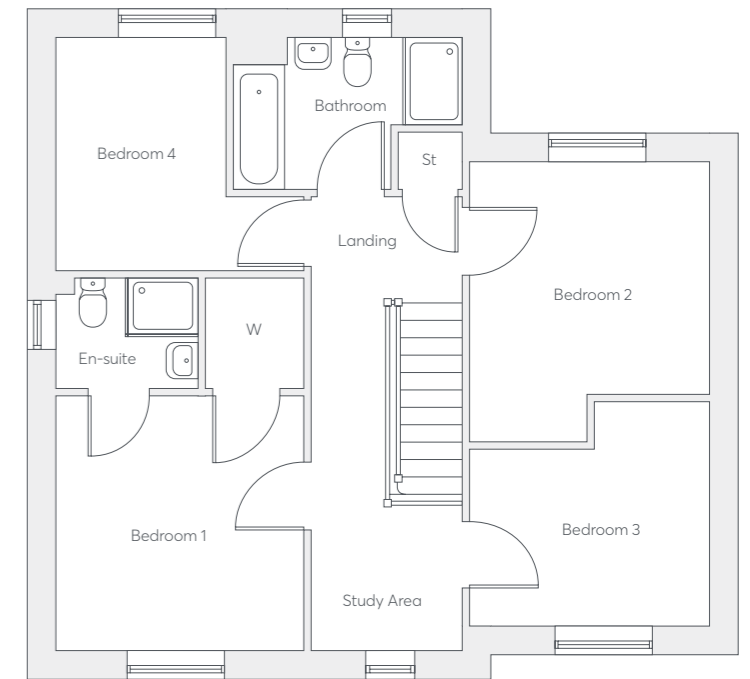 Bathroom
Bedroom 4
St
Landing
Bedroom 2
W
En-suite
Bedroom 3
Bedroom 1
Study Area